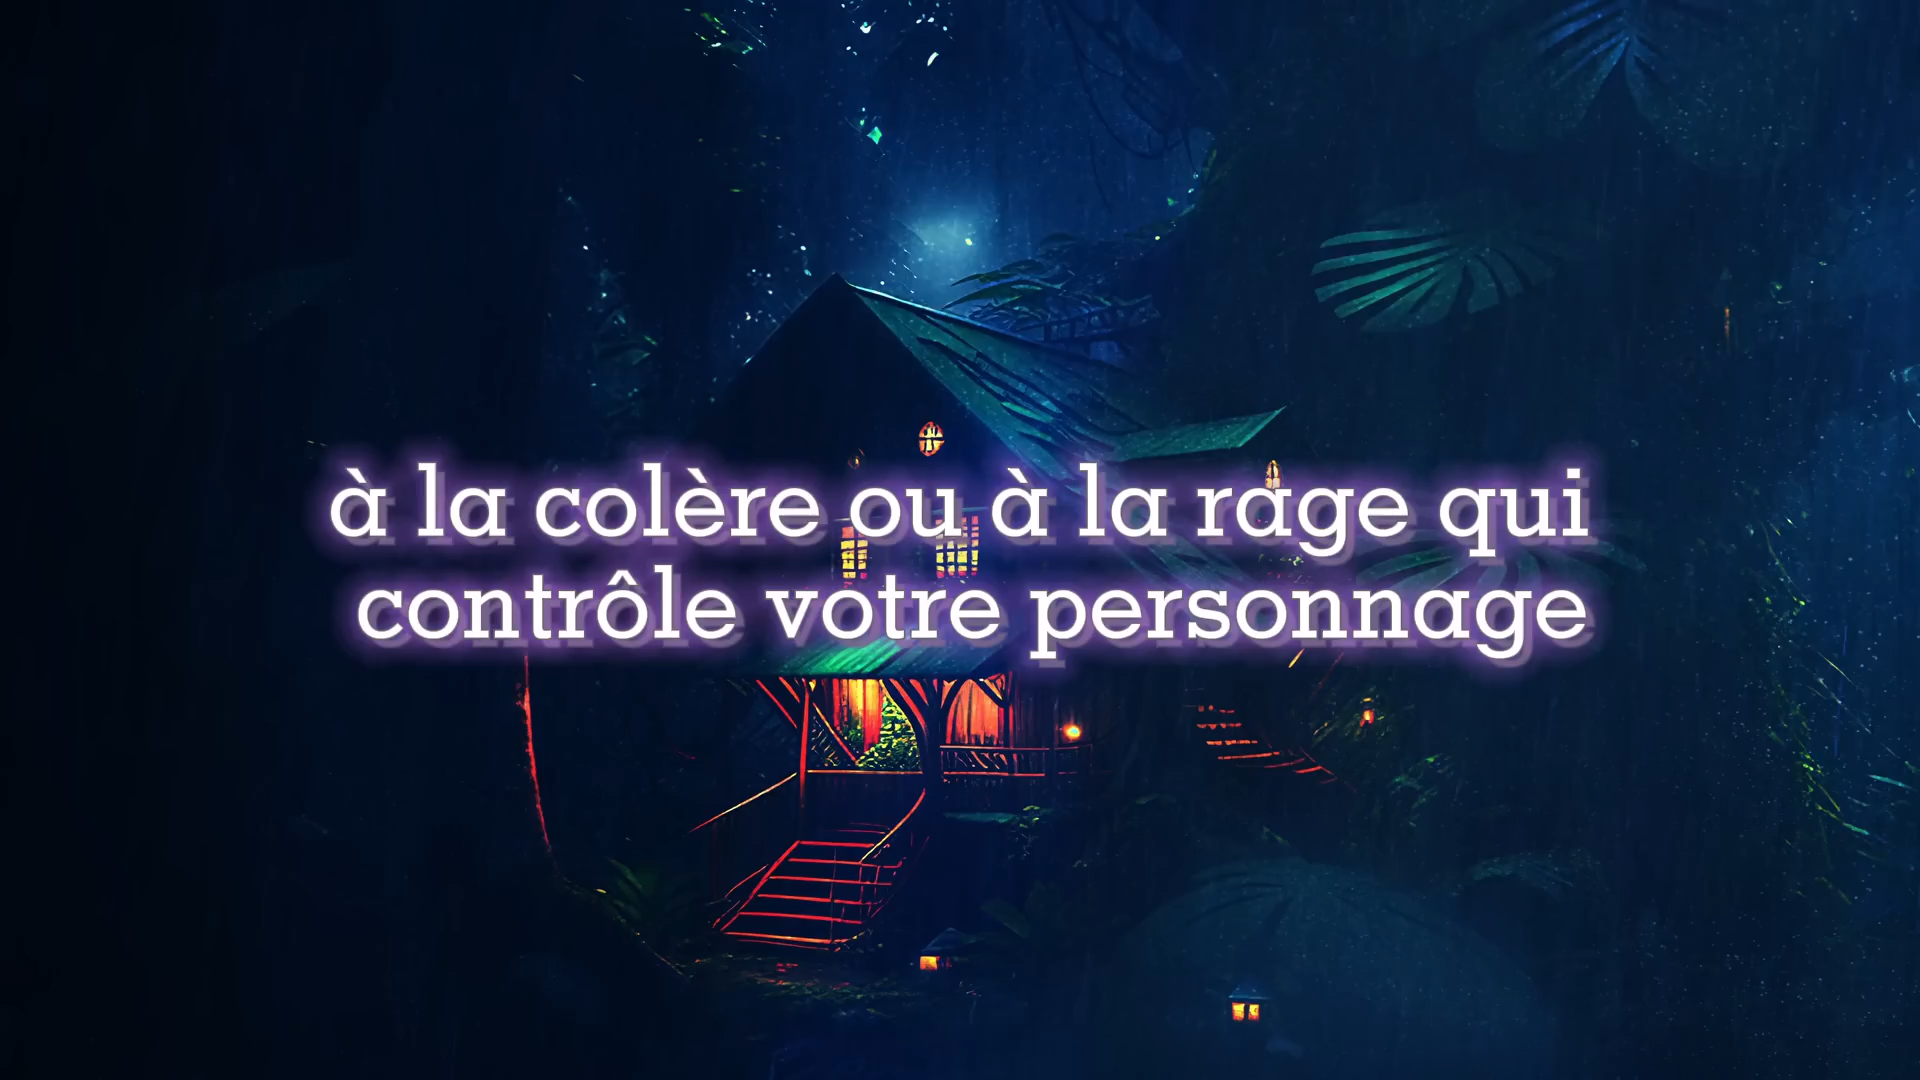 à la colère ou à la rage qui
contrôle votre personnage